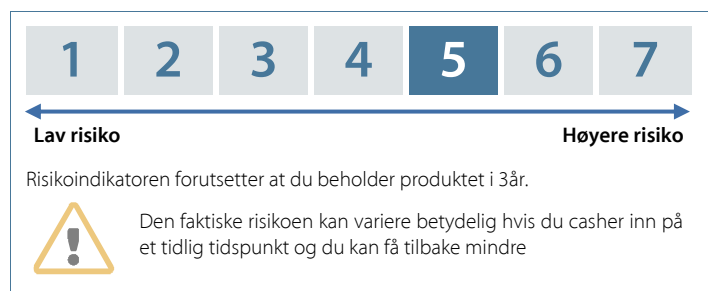 1 2 3 4 5 6 7
Lav risiko Høyere risiko
Risikoindikatoren forutsetter at du beholder produktet i 3år.
Den faktiske risikoen kan variere betydelig hvis du casher inn på
et tidlig tidspunkt og du kan få tilbake mindre